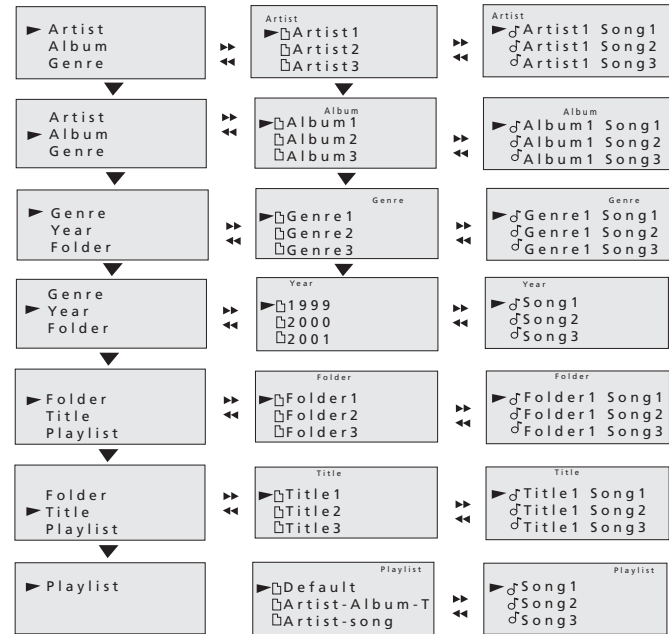 Artist
Album
Genre
Artist
Artist1
Artist2
Artist3
Artist
Artist1 Song1
Artist1 Song2
Artist1 Song3
Artist
Album
Genre
Album
Album1
Album2
Album3
Album
Album1 Song1
Album1 Song2
Album1 Song3
Genre
Year
Folder
Genre
Genre1
Genre2
Genre3
Genre
Genre1 Song1
Genre1 Song2
Genre1 Song3
Genre
Year
Folder
Year
1999
2000
2001
Year
Song1
Song2
Song3
Folder
Title
Playlist
Folder
Folder1
Folder2
Folder3
Folder
Folder1 Song1
Folder1 Song2
Folder1 Song3
Folder
Title
Playlist
Title
Title1
Title2
Title3
Title
Title1 Song1
Title1 Song2
Title1 Song3
Playlist
Playlist
Default
Artist-Album-T
Artist-song
Playlist
Song1
Song2
Song3